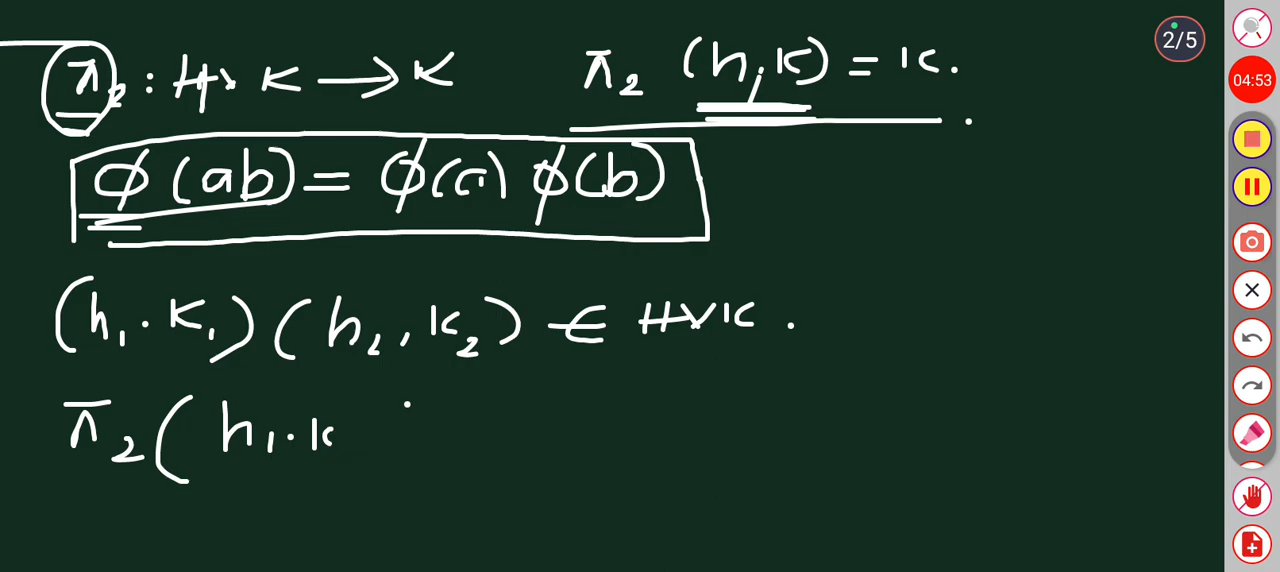 π₂ : H × K → K    π₂ (h, k) = k.
φ (ab) = φ(a) φ(b)
(h₁ . k₁) (h₂, k₂) ∈ H×K .
π₂ ( h₁ . k
2/5
04:53